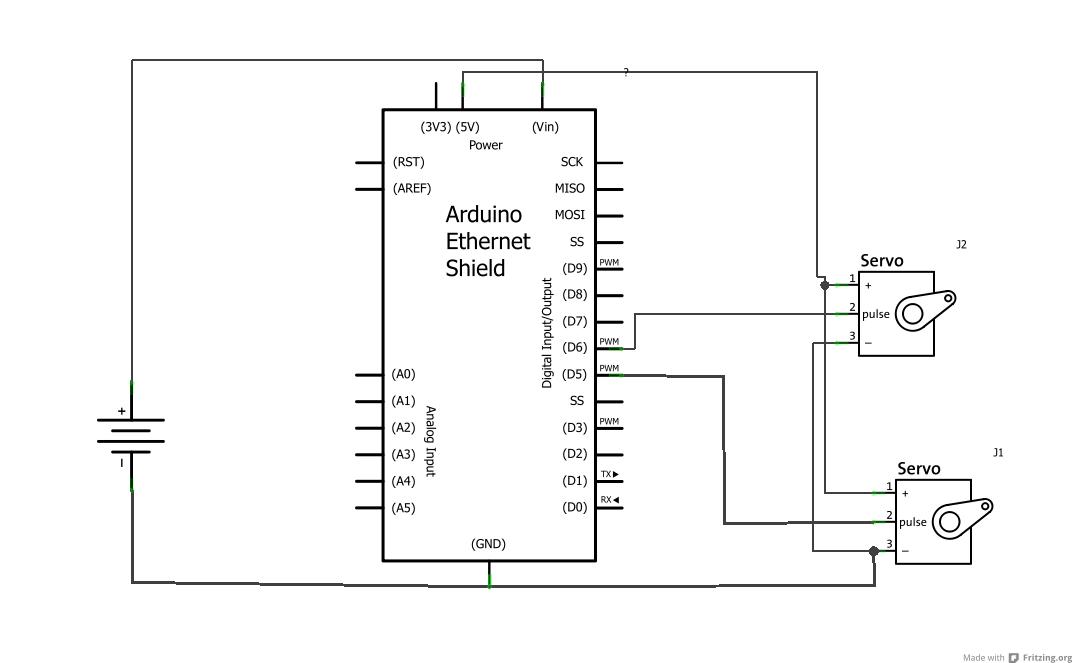 ?
(3V3) (5V) (Vin)
Power
(RST) SCK
(AREF) MISO
Arduino
Ethernet
Shield
MOSI
SS
(D9) PWM
(D8)
(D7)
(D6) PWM
(D5) PWM
SS
(D3) PWM
(D2)
(D1) TX▶
(D0) RX◀
Digital Input/Output
(A0)
(A1)
(A2)
(A3)
(A4)
(A5)
Analog Input
(GND)
+
−
J2
Servo
1 +
2 pulse
3 −
J1
Servo
1 +
2 pulse
3 −
Made with Fritzing.org